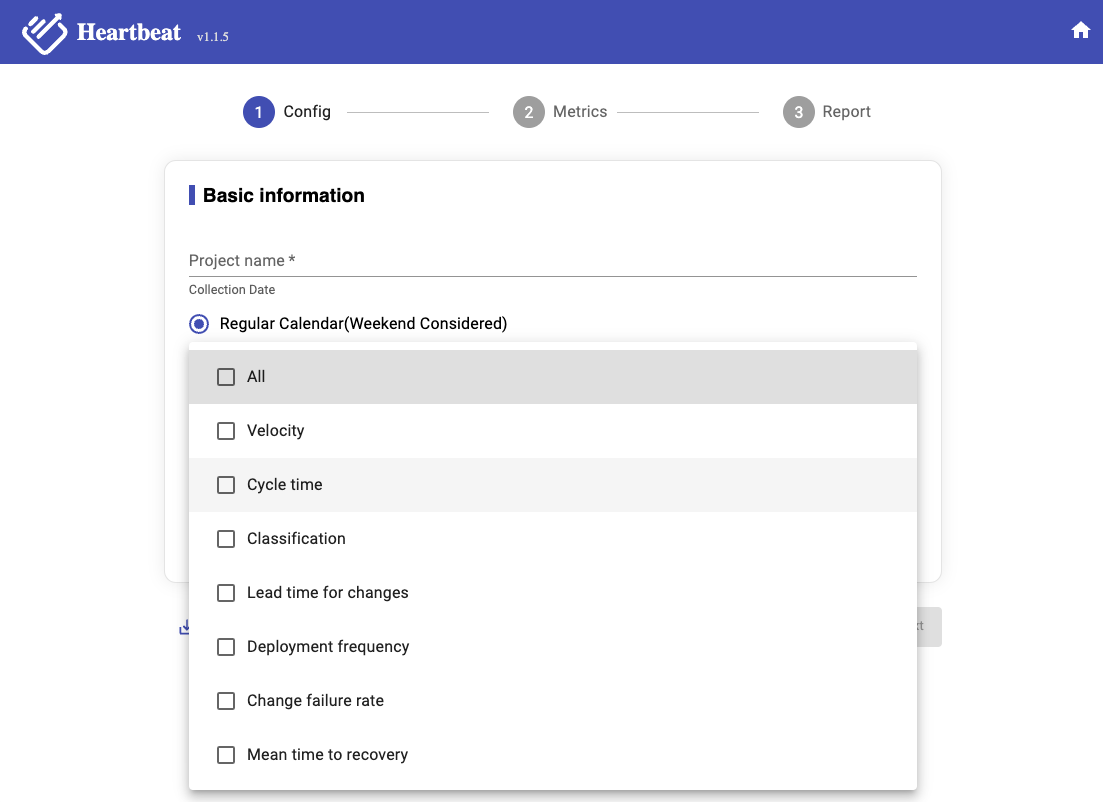 Heartbeat v1.1.5
1 Config 2 Metrics 3 Report
Basic information
Project name *
Collection Date
Regular Calendar(Weekend Considered)
All
Velocity
Cycle time
Classification
Lead time for changes
Deployment frequency
Change failure rate
Mean time to recovery